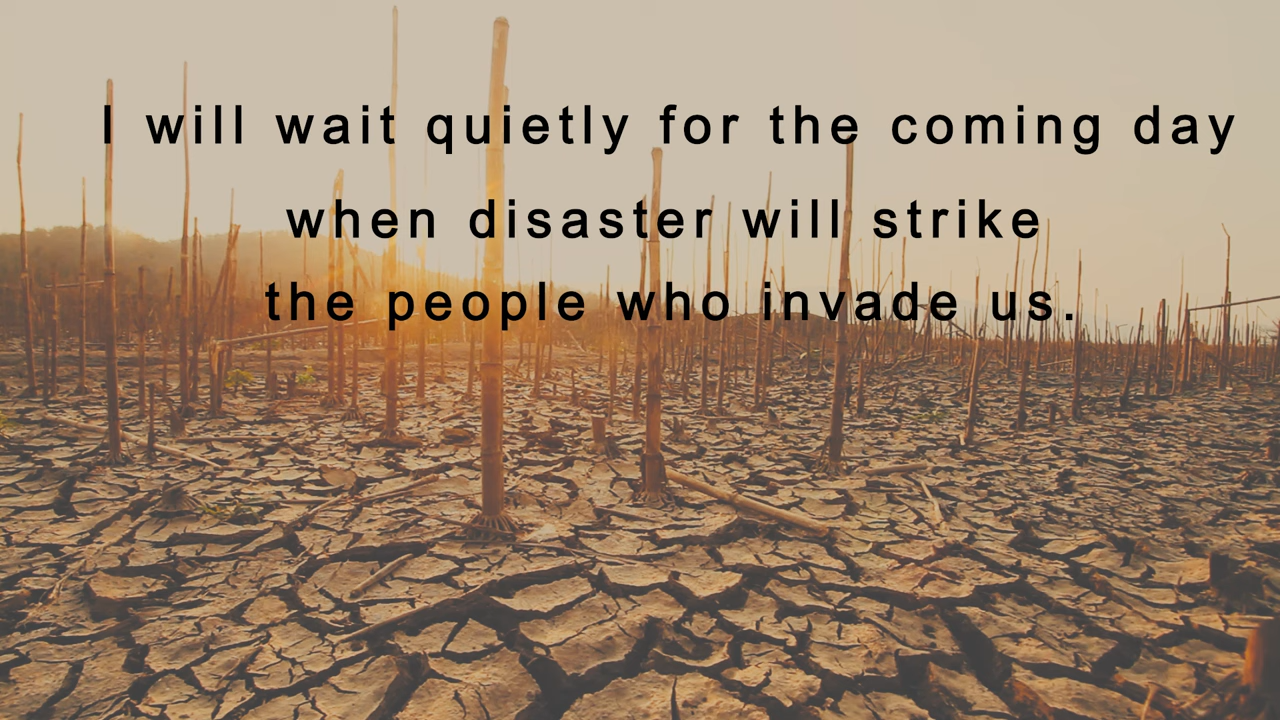 I will wait quietly for the coming day
when disaster will strike
the people who invade us.